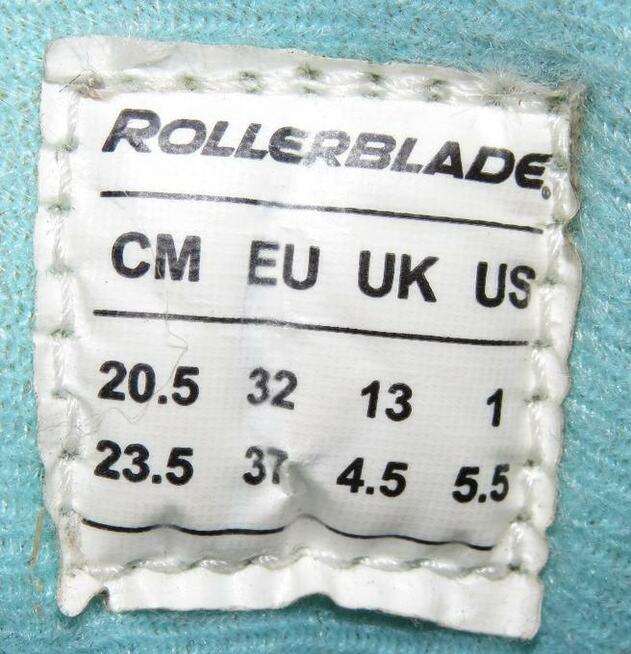 ROLLERBLADE®
CM EU UK US
20.5 32 13 1
23.5 37 4.5 5.5